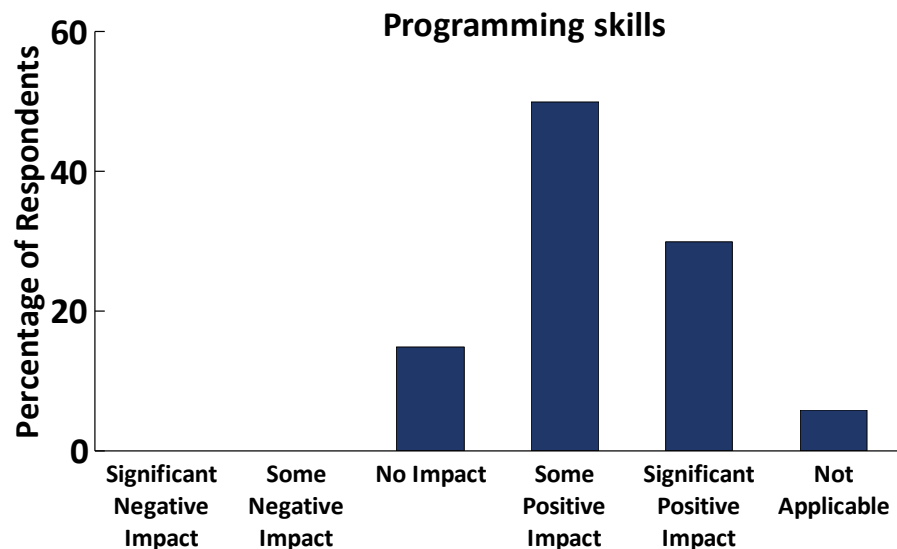 Programming skills
Percentage of Respondents
60
40
20
0
Significant
Negative
Impact
Some
Negative
Impact
No Impact
Some
Positive
Impact
Significant
Positive
Impact
Not
Applicable